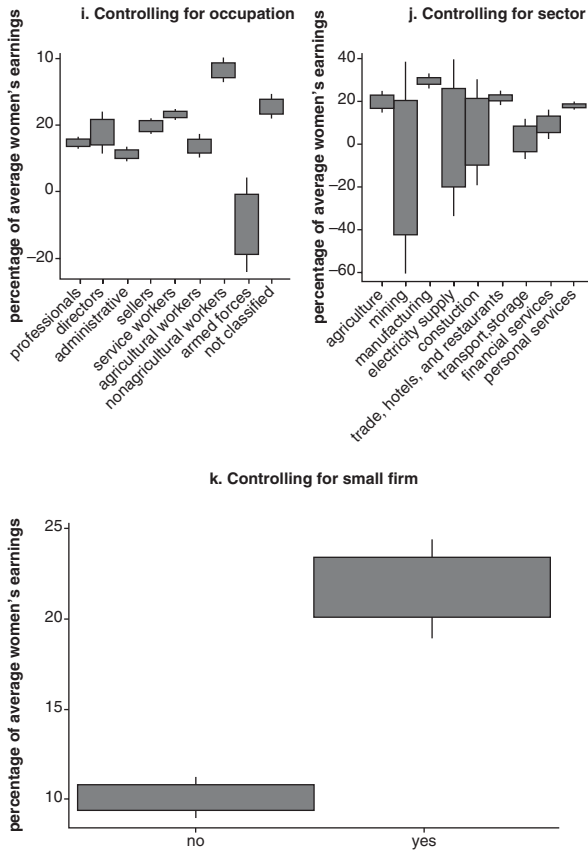 i. Controlling for occupation
percentage of average women's earnings
10
20
0
–20
professionals
directors
administrative
sellers
service workers
agricultural workers
nonagricultural workers
armed forces
not classified
j. Controlling for sector
percentage of average women's earnings
40
20
0
–20
–40
–60
agriculture
mining
manufacturing
electricity supply
constuction
trade, hotels, and restaurants
transport,storage
financial services
personal services
k. Controlling for small firm
percentage of average women's earnings
25
20
15
10
no
yes